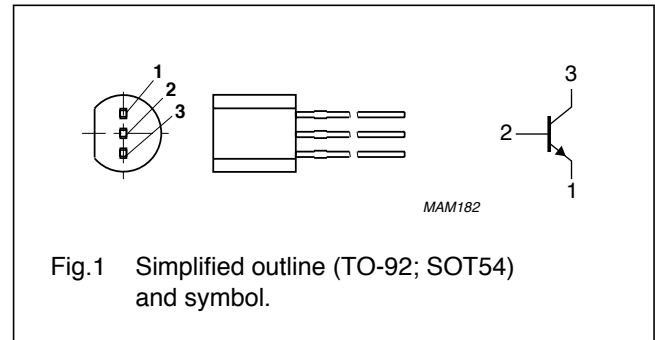 1
2
3
3
2
1
MAM182
Fig.1 Simplified outline (TO-92; SOT54)
and symbol.